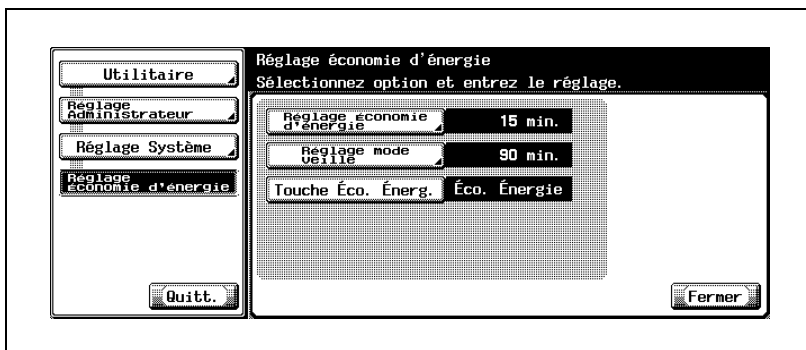 Utilitaire
Réglage
Administrateur
Réglage Système
Réglage
économie d'énergie
Quitt.
Réglage économie d'énergie
Sélectionnez option et entrez le réglage.
Réglage économie
d'énergie
15 min.
Réglage mode
veille
90 min.
Touche Éco. Énerg.
Éco. Énergie
Fermer